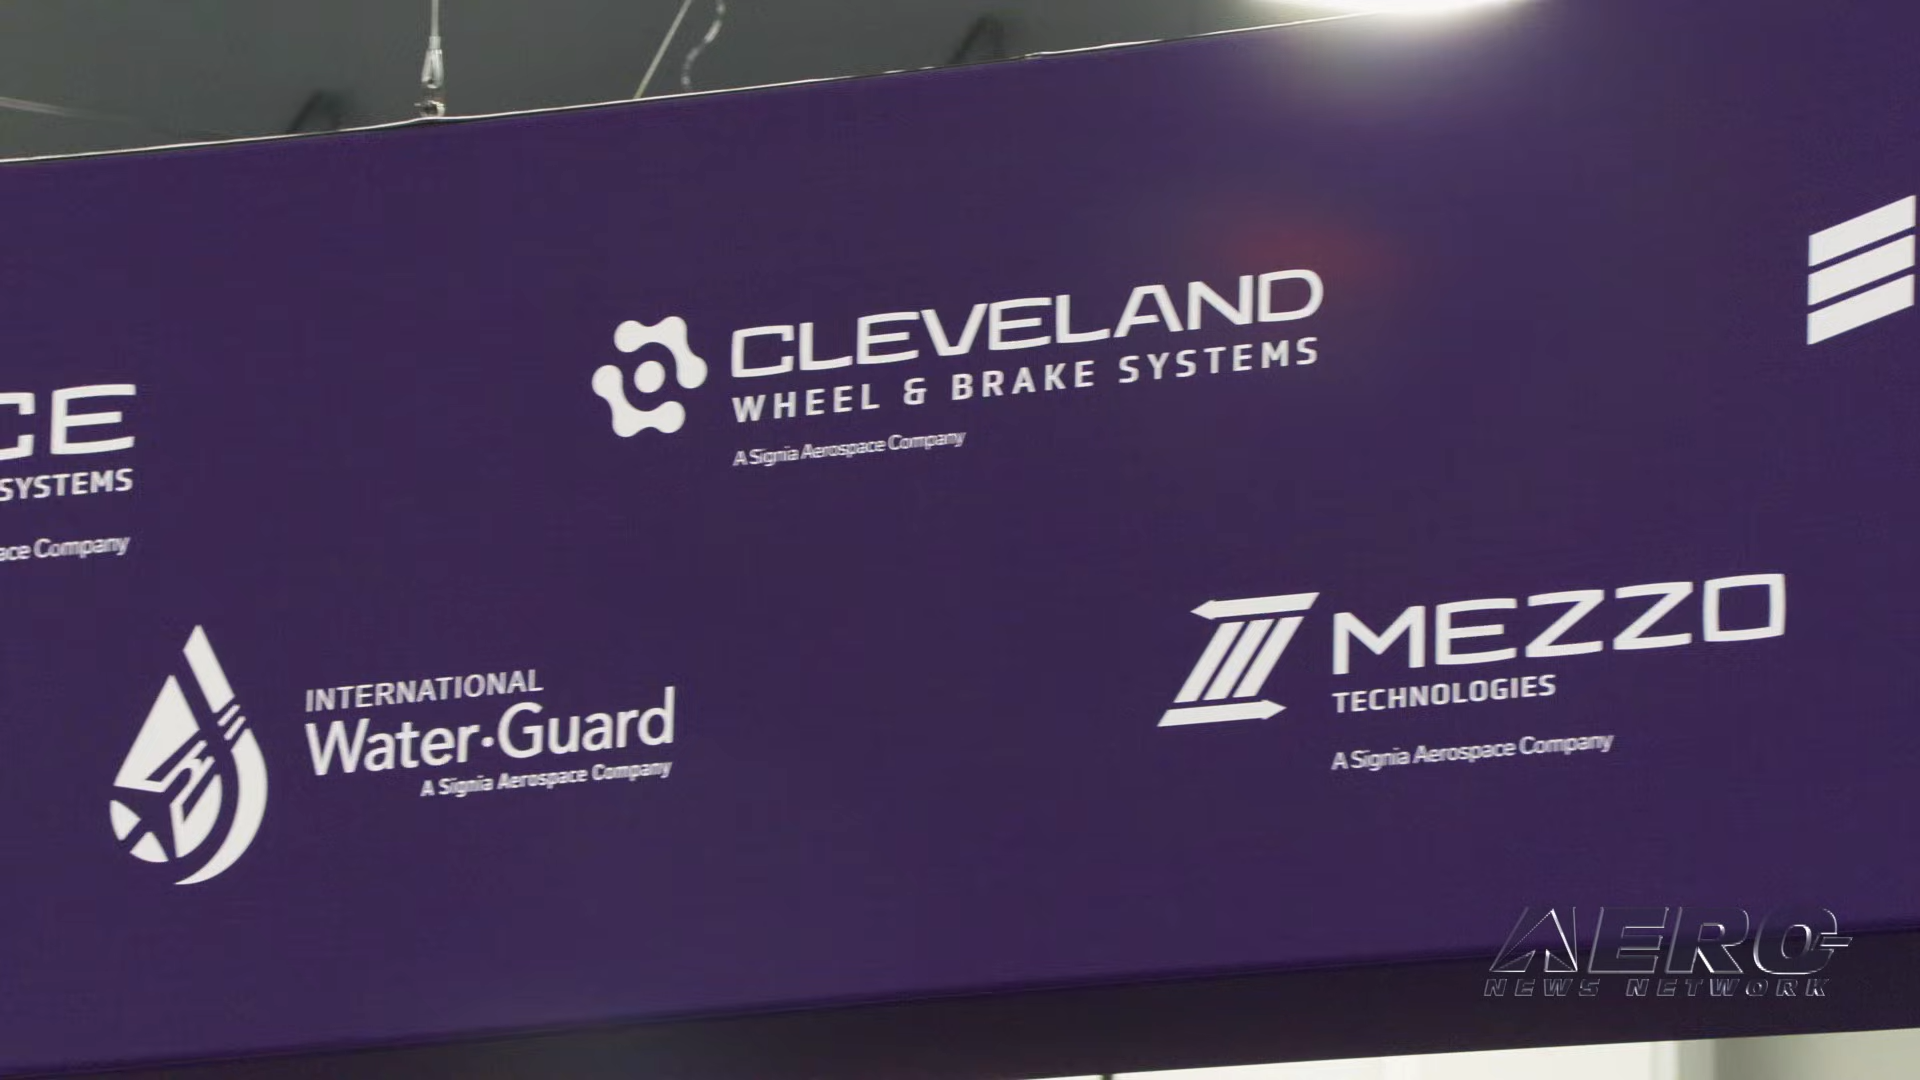 CE
SYSTEMS
ace Company
CLEVELAND
WHEEL & BRAKE SYSTEMS
A Signia Aerospace Company
INTERNATIONAL
Water·Guard
A Signia Aerospace Company
MEZZO
TECHNOLOGIES
A Signia Aerospace Company
AERO
NEWS NETWORK